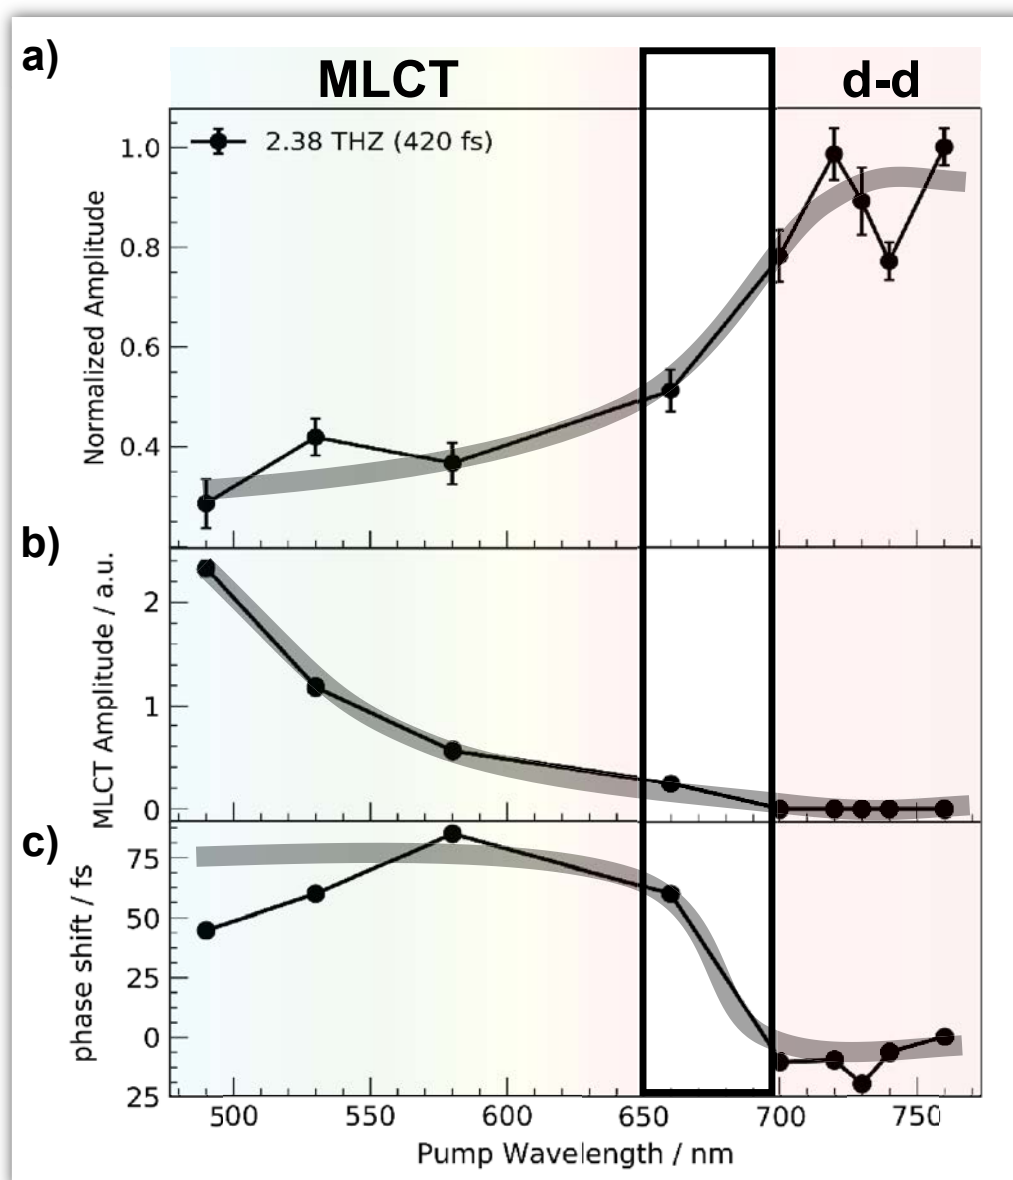 a)
MLCT
d-d
2.38 THZ (420 fs)
1.0
0.8
0.6
0.4
Normalized Amplitude
b)
2
1
0
MLCT Amplitude / a.u.
c)
75
50
25
0
25
phase shift / fs
500 550 600 650 700 750
Pump Wavelength / nm